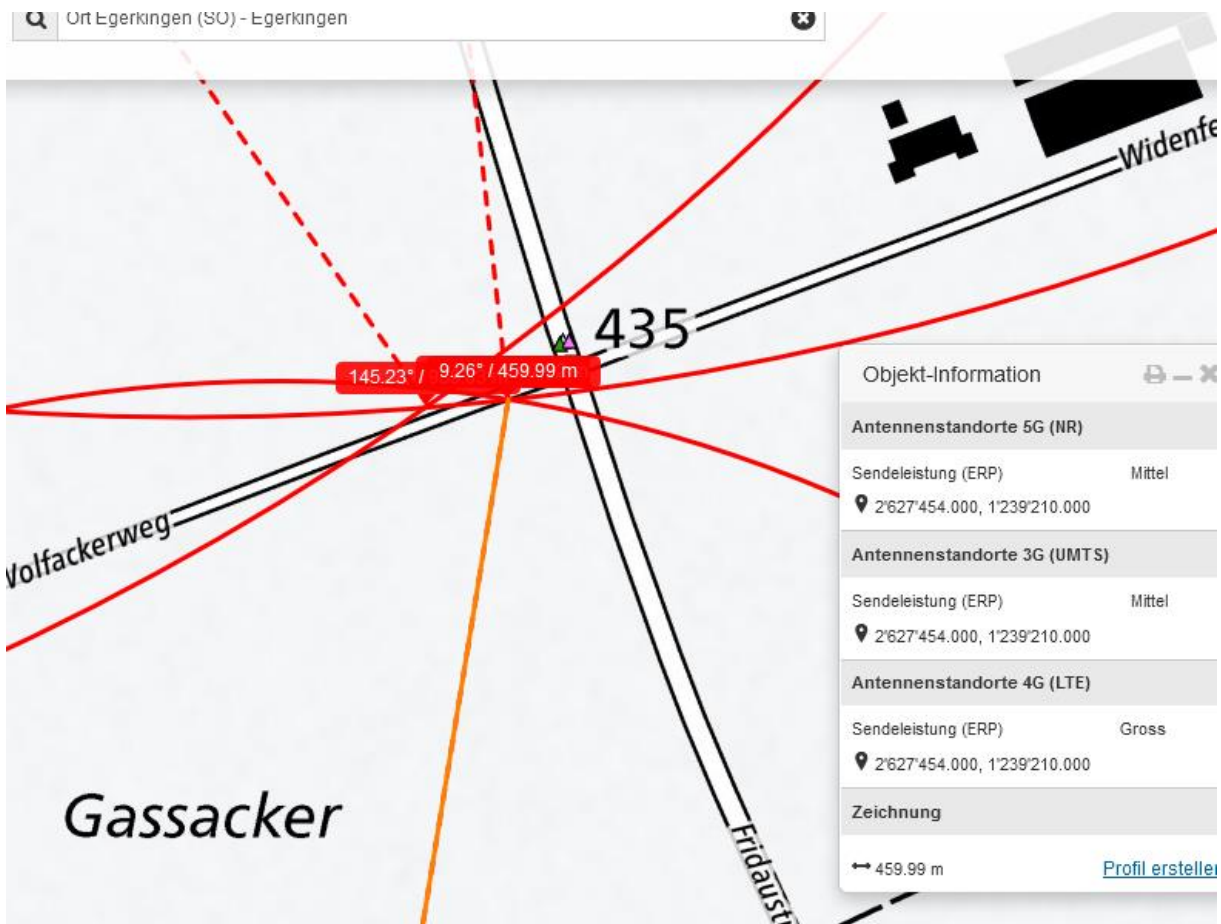 Ort Egerkingen (SO) - Egerkingen
Widenfe
435
145.23° /
9.26° / 459.99 m
Objekt-Information
Antennenstandorte 5G (NR)
Sendeleistung (ERP) Mittel
2'627'454.000, 1'239'210.000
Antennenstandorte 3G (UMTS)
Sendeleistung (ERP) Mittel
2'627'454.000, 1'239'210.000
Antennenstandorte 4G (LTE)
Sendeleistung (ERP) Gross
2'627'454.000, 1'239'210.000
Zeichnung
459.99 m Profil erstellen
Wolfackerweg
Gassacker
Fridaust